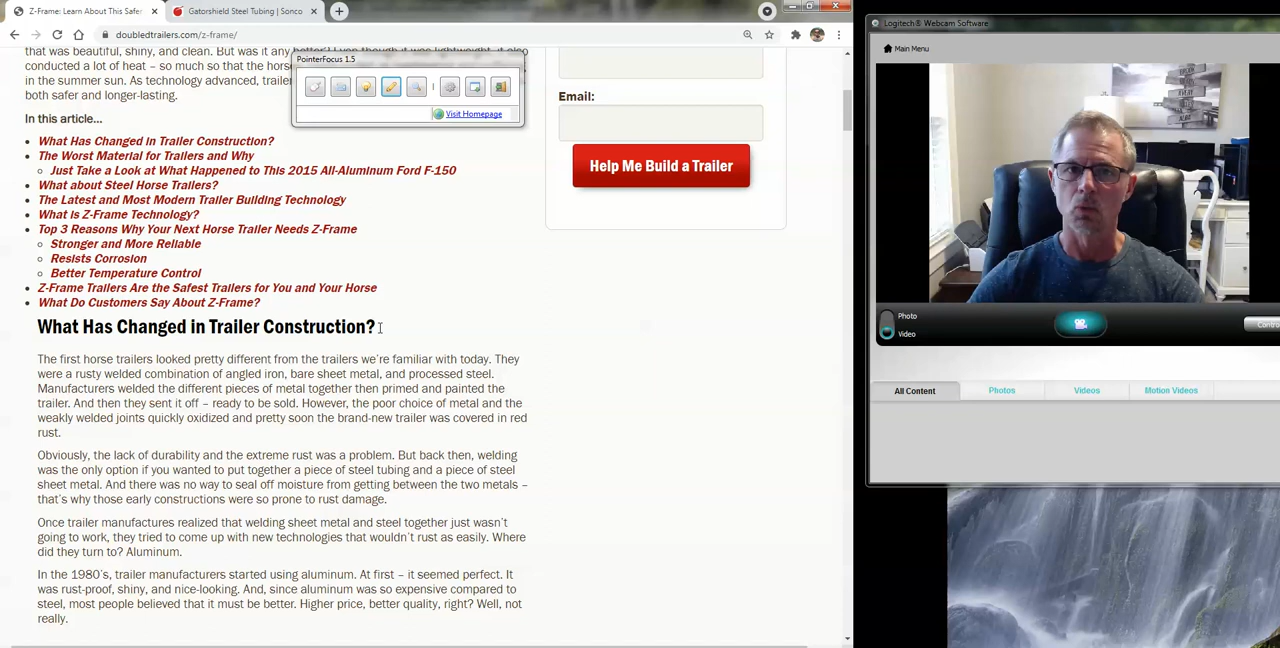 Z-Frame: Learn About This Safer
Gatorshield Steel Tubing | Sonco
doubledtrailers.com/z-frame/
that was beautiful, shiny, and clean. But was it any better? Even though it was lightweight, it also
conducted a lot of heat – so much so that the horse
in the summer sun. As technology advanced, trailer
both safer and longer-lasting.
PointerFocus 1.5
Visit Homepage
In this article...
What Has Changed in Trailer Construction?
The Worst Material for Trailers and Why
Just Take a Look at What Happened to This 2015 All-Aluminum Ford F-150
What about Steel Horse Trailers?
The Latest and Most Modern Trailer Building Technology
What Is Z-Frame Technology?
Top 3 Reasons Why Your Next Horse Trailer Needs Z-Frame
Stronger and More Reliable
Resists Corrosion
Better Temperature Control
Z-Frame Trailers Are the Safest Trailers for You and Your Horse
What Do Customers Say About Z-Frame?
What Has Changed in Trailer Construction?
The first horse trailers looked pretty different from the trailers we're familiar with today. They
were a rusty welded combination of angled iron, bare sheet metal, and processed steel.
Manufacturers welded the different pieces of metal together then primed and painted the
trailer. And then they sent it off – ready to be sold. However, the poor choice of metal and the
weakly welded joints quickly oxidized and pretty soon the brand-new trailer was covered in red
rust.
Obviously, the lack of durability and the extreme rust was a problem. But back then, welding
was the only option if you wanted to put together a piece of steel tubing and a piece of steel
sheet metal. And there was no way to seal off moisture from getting between the two metals –
that's why those early constructions were so prone to rust damage.
Once trailer manufactures realized that welding sheet metal and steel together just wasn't
going to work, they tried to come up with new technologies that wouldn't rust as easily. Where
did they turn to? Aluminum.
In the 1980's, trailer manufacturers started using aluminum. At first – it seemed perfect. It
was rust-proof, shiny, and nice-looking. And, since aluminum was so expensive compared to
steel, most people believed that it must be better. Higher price, better quality, right? Well, not
really.
Email:
Help Me Build a Trailer
Logitech® Webcam Software
Main Menu
Photo
Video
Contro
All Content
Photos
Videos
Motion Videos